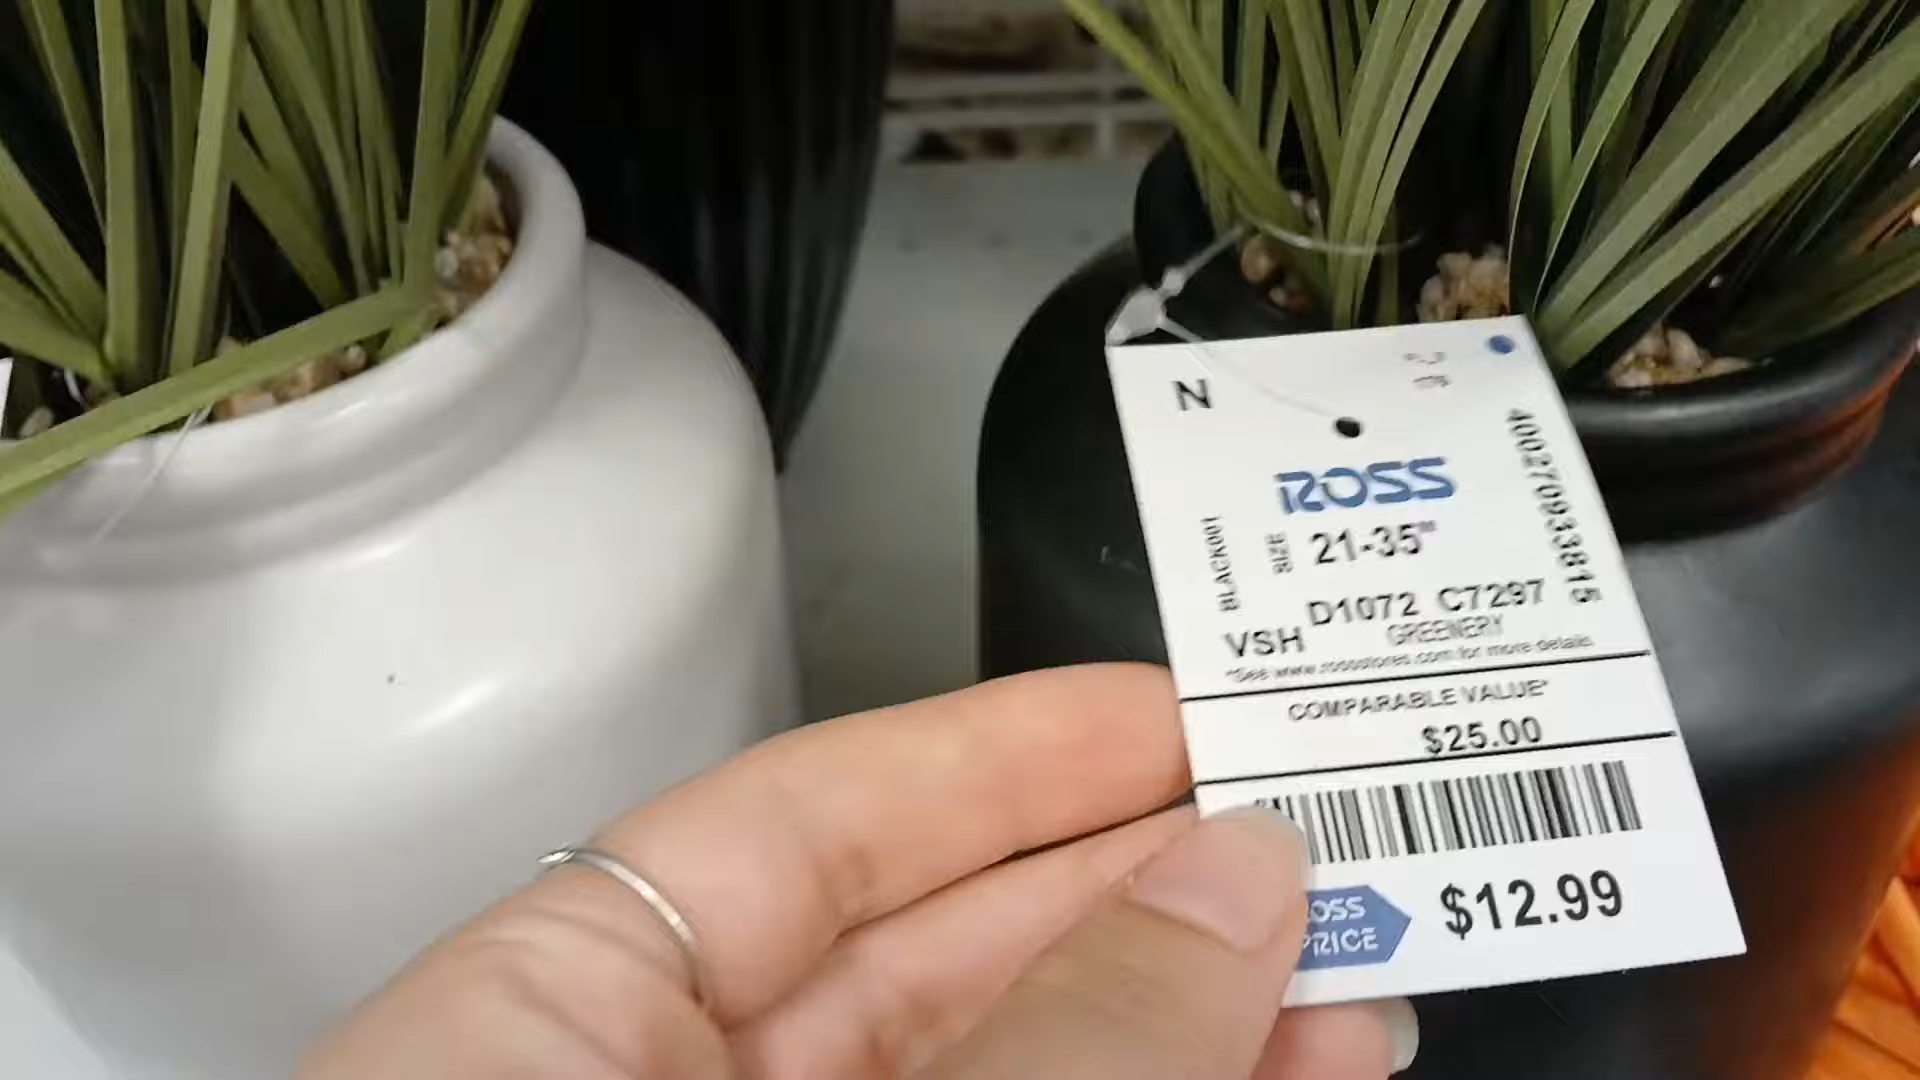 N
ROSS
400270933815
BLACK001
SIZE 21-35"
D1072 C7297
VSH GREENERY
*See www.rossstores.com for more details
COMPARABLE VALUE*
$25.00
OSS
PRICE
$12.99